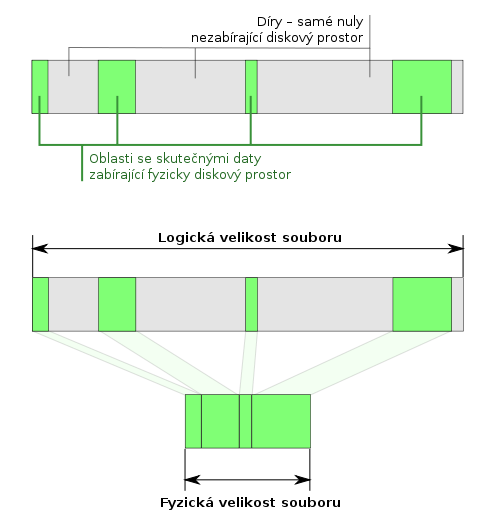 Díry – samé nuly
nezabírající diskový prostor
Oblasti se skutečnými daty
zabírající fyzicky diskový prostor
Logická velikost souboru
Fyzická velikost souboru